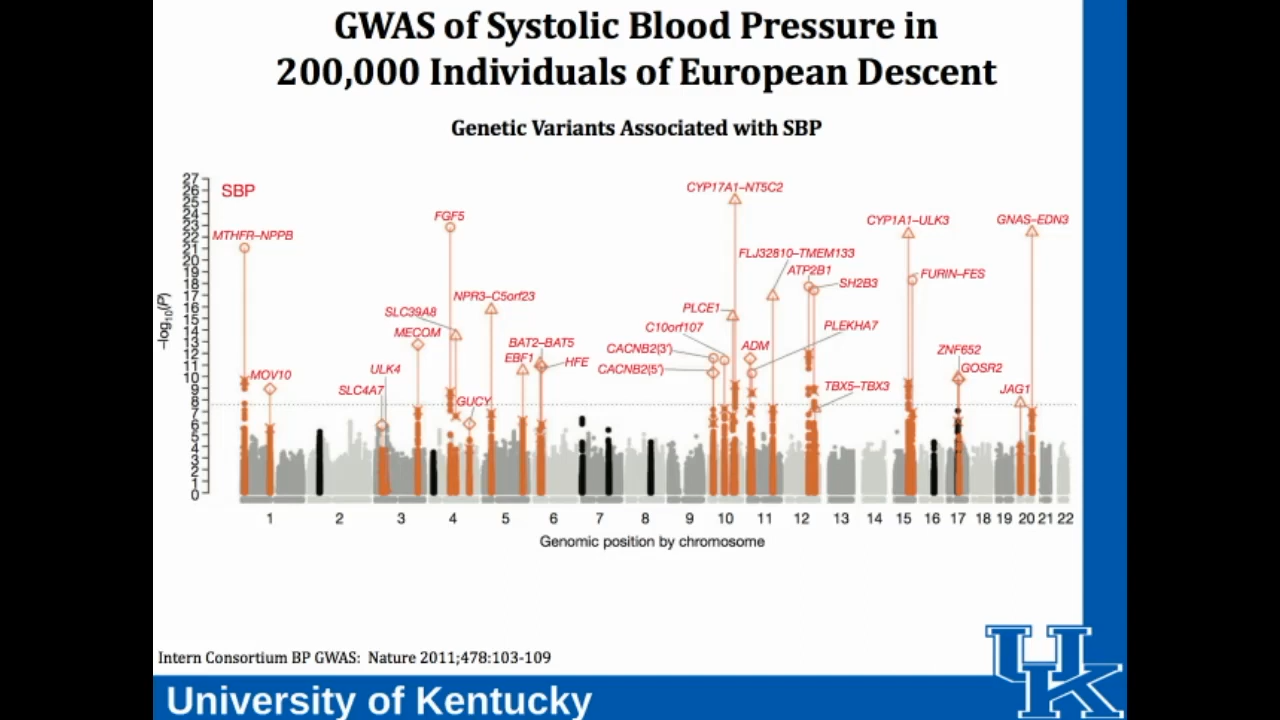 GWAS of Systolic Blood Pressure in
200,000 Individuals of European Descent
Genetic Variants Associated with SBP
SBP
27
26
25
24
23
22
21
20
19
18
17
16
15
14
13
12
11
10
9
8
7
6
5
4
3
2
1
0
–log10(P)
MTHFR–NPPB
MOV10
SLC4A7
ULK4
MECOM
SLC39A8
FGF5
GUCY
NPR3–C5orf23
EBF1
BAT2–BAT5
HFE
CACNB2(5′)
CACNB2(3′)
C10orf107
PLCE1
CYP17A1–NT5C2
ADM
PLEKHA7
FLJ32810–TMEM133
ATP2B1
SH2B3
TBX5–TBX3
CYP1A1–ULK3
FURIN–FES
ZNF652
GOSR2
JAG1
GNAS–EDN3
1 2 3 4 5 6 7 8 9 10 11 12 13 14 15 16 17 18 19 20 21 22
Genomic position by chromosome
Intern Consortium BP GWAS: Nature 2011;478:103-109
UK
University of Kentucky